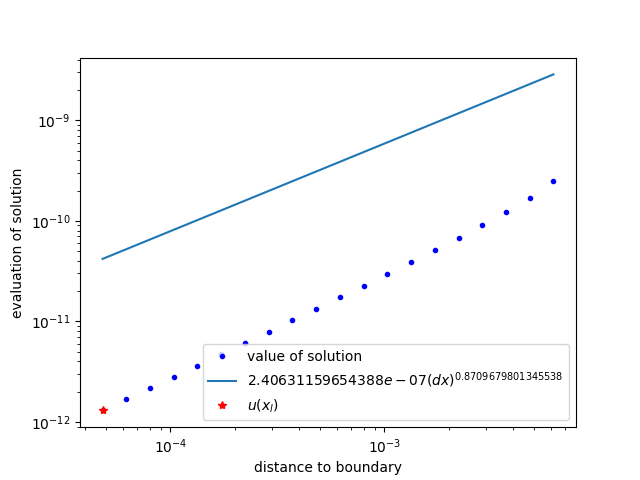 10⁻⁹
10⁻¹⁰
10⁻¹¹
10⁻¹²
evaluation of solution
value of solution
2.40631159654388e − 07(dx)^0.8709679801345538
u(x_l)
10⁻⁴
10⁻³
distance to boundary